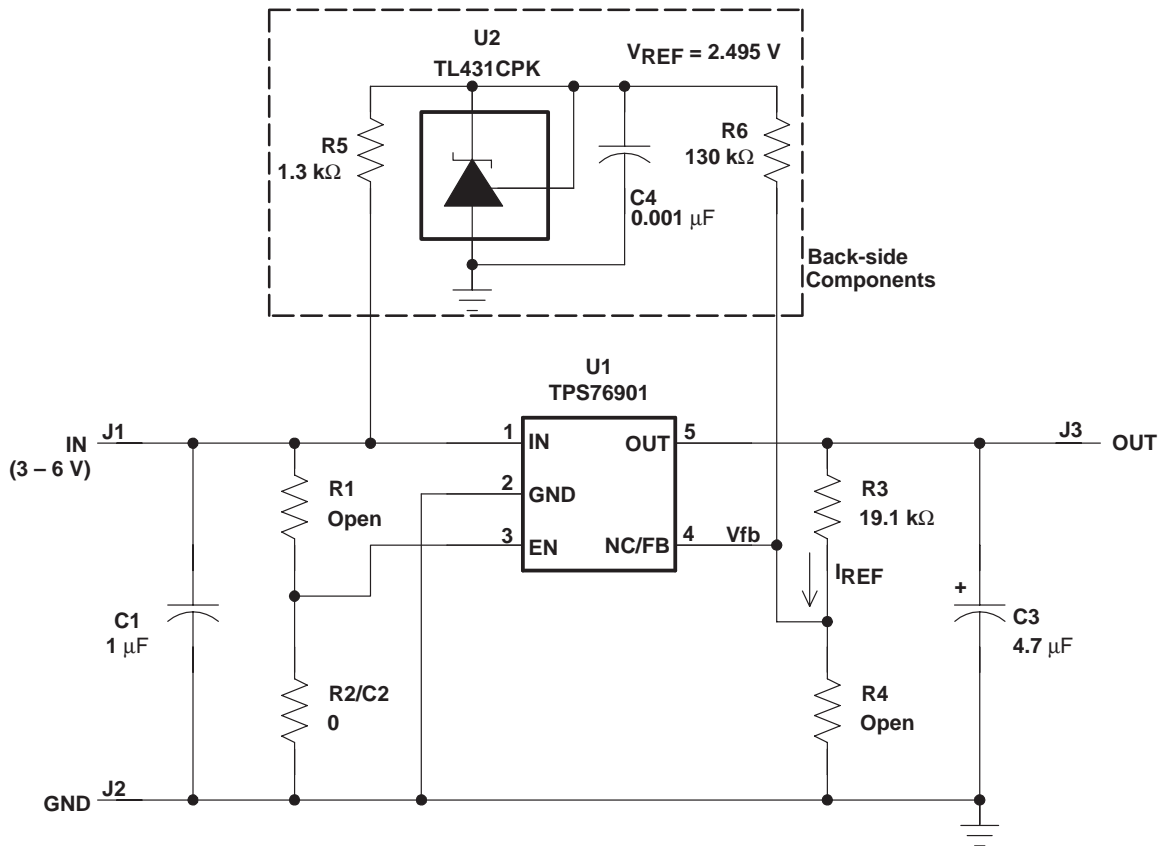 U2
TL431CPK
VREF = 2.495 V
R5
1.3 kΩ
R6
130 kΩ
C4
0.001 μF
Back-side
Components
U1
TPS76901
IN
(3 – 6 V)
J1
1
IN
OUT
5
J3
OUT
R1
Open
2
GND
R3
19.1 kΩ
3
EN
NC/FB
4
Vfb
IREF
C1
1 μF
+
C3
4.7 μF
R2/C2
0
R4
Open
GND
J2